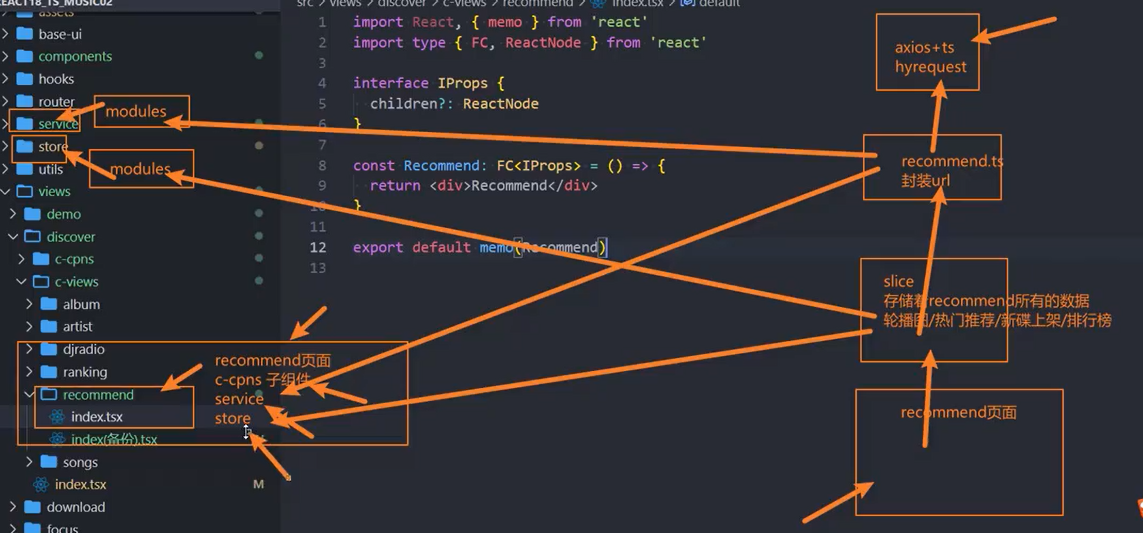 REACT18_TS_MUSIC02
assets
base-ui
components
hooks
router
service
store
utils
views
demo
discover
c-cpns
c-views
album
artist
djradio
ranking
recommend
index.tsx
index(备份).tsx
songs
index.tsx
M
download
focus
modules
modules
src > views > discover > c-views > recommend > index.tsx > default
1 import React, { memo } from 'react'
2 import type { FC, ReactNode } from 'react'
3
4 interface IProps {
5 children?: ReactNode
6 }
7
8 const Recommend: FC<IProps> = () => {
9 return <div>Recommend</div>
10 }
11
12 export default memo(Recommend)
13
recommend页面
c-cpns 子组件
service
store
axios+ts
hyrequest
recommend.ts
封装url
slice
存储着recommend所有的数据
轮播图/热门推荐/新碟上架/排行榜
recommend页面